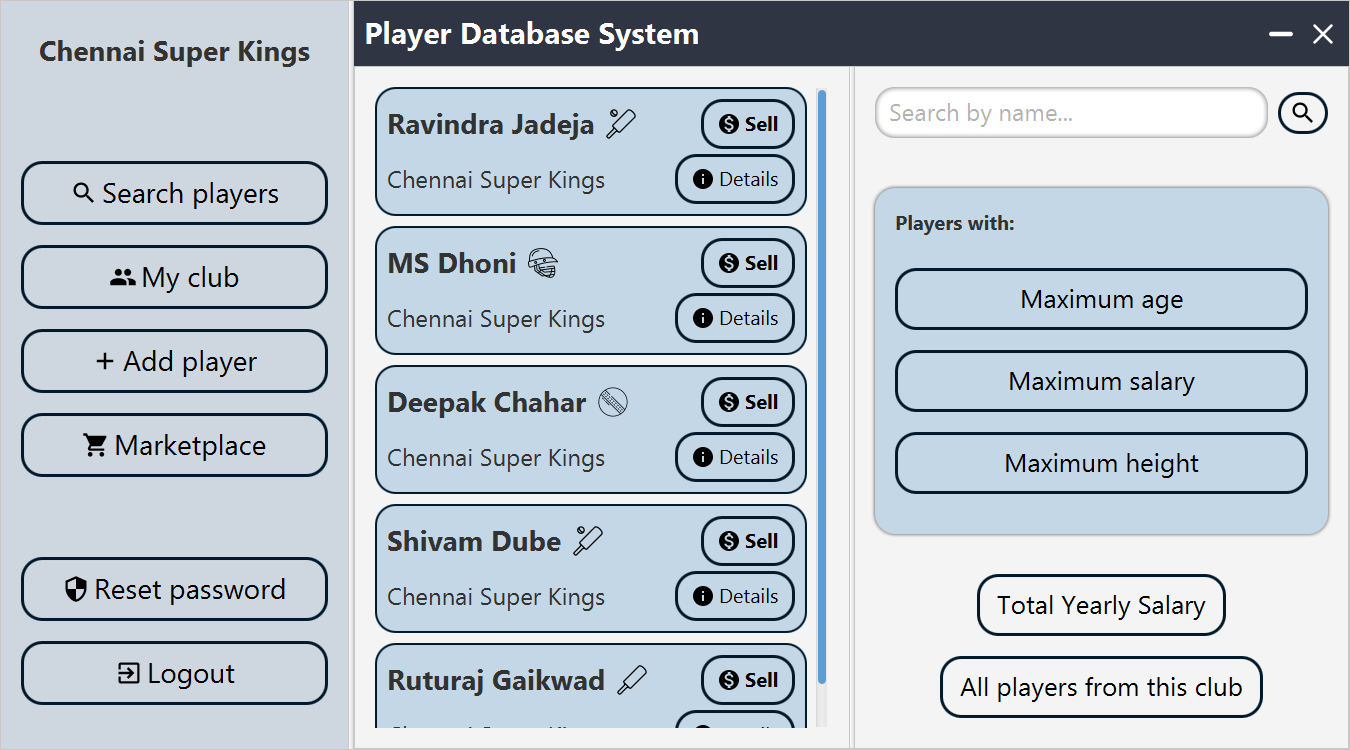 Chennai Super Kings
Search players
My club
Add player
Marketplace
Reset password
Logout
Player Database System
Ravindra Jadeja
Sell
Chennai Super Kings
Details
MS Dhoni
Sell
Chennai Super Kings
Details
Deepak Chahar
Sell
Chennai Super Kings
Details
Shivam Dube
Sell
Chennai Super Kings
Details
Ruturaj Gaikwad
Sell
Search by name...
Players with:
Maximum age
Maximum salary
Maximum height
Total Yearly Salary
All players from this club